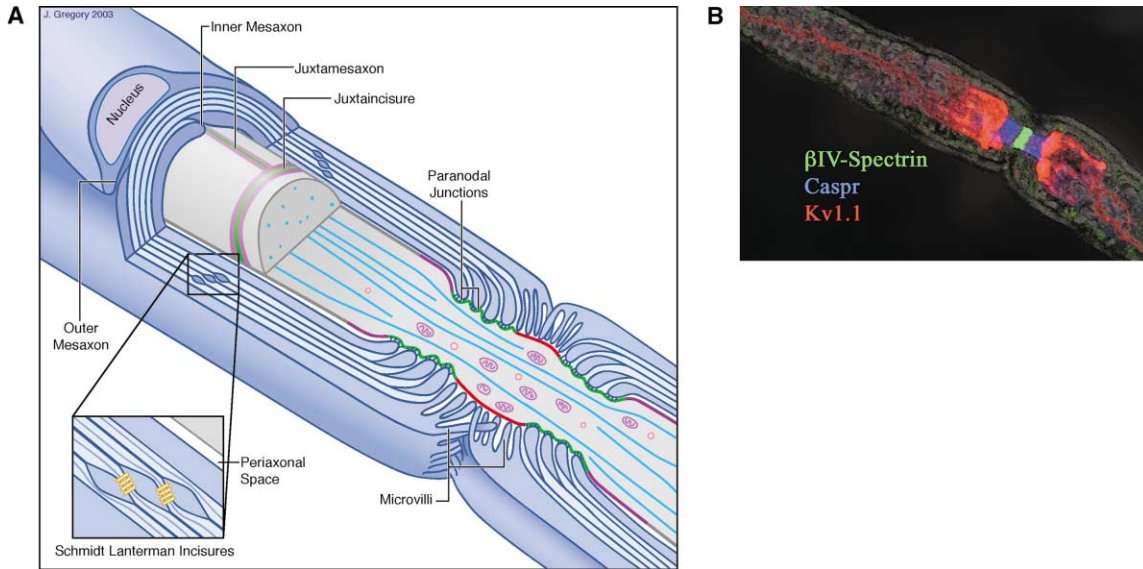 A
J. Gregory 2003
Inner Mesaxon
Juxtamesaxon
Juxtaincisure
Nucleus
Paranodal
Junctions
Outer
Mesaxon
Periaxonal
Space
Microvilli
Schmidt Lanterman Incisures
B
βIV-Spectrin
Caspr
Kv1.1